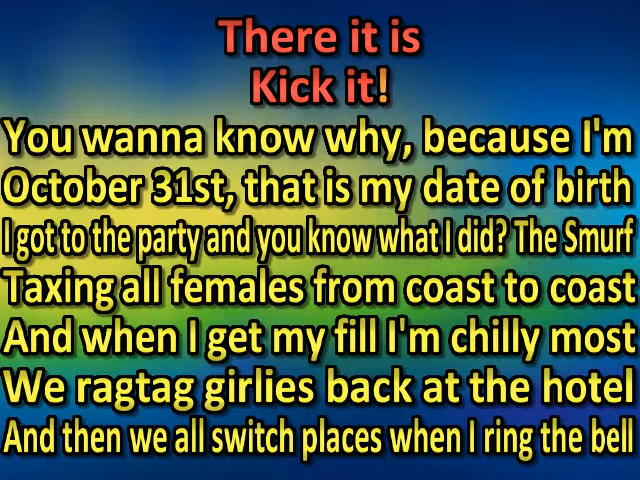 There it is
Kick it!
You wanna know why, because I'm
October 31st, that is my date of birth
I got to the party and you know what I did? The Smurf
Taxing all females from coast to coast
And when I get my fill I'm chilly most
We ragtag girlies back at the hotel
And then we all switch places when I ring the bell